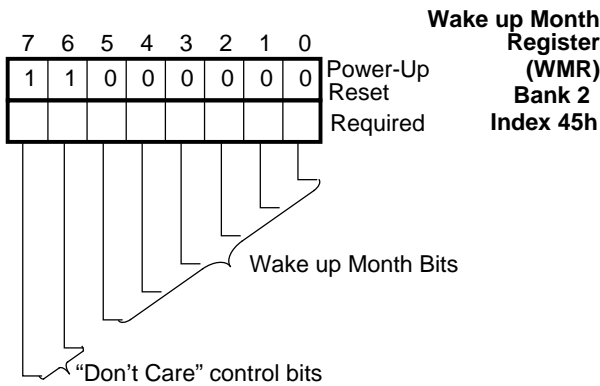 Wake up Month
Register
(WMR)
Bank 2
Index 45h
7 6 5 4 3 2 1 0
1 1 0 0 0 0 0 0
Power-Up
Reset
Required
Wake up Month Bits
“Don’t Care” control bits